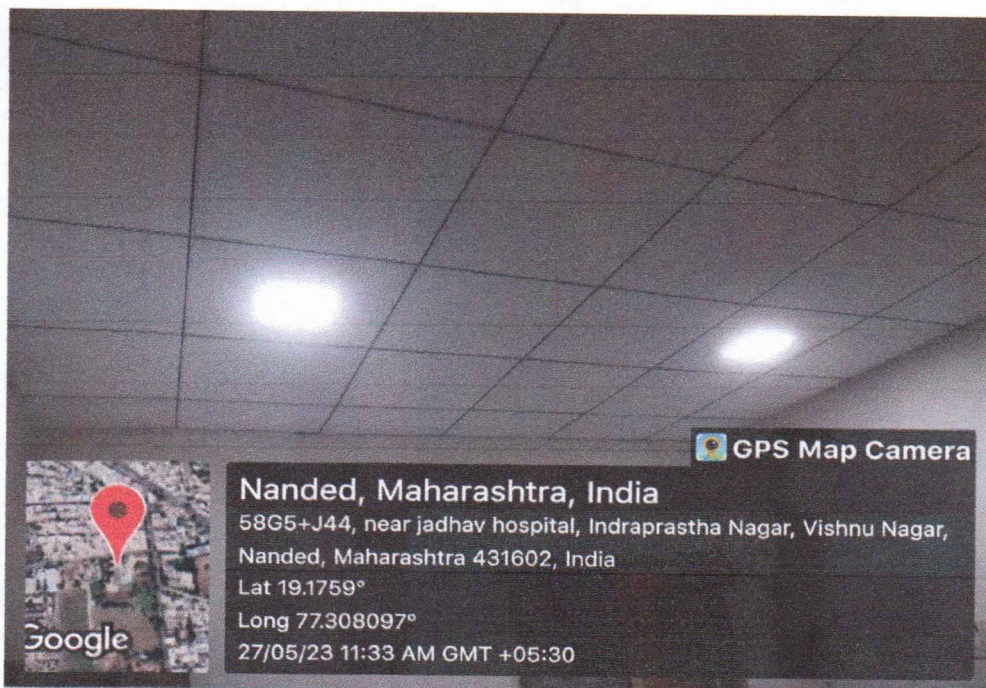 GPS Map Camera
Nanded, Maharashtra, India
58G5+J44, near jadhav hospital, Indraprastha Nagar, Vishnu Nagar,
Nanded, Maharashtra 431602, India
Lat 19.1759°
Long 77.308097°
27/05/23 11:33 AM GMT +05:30
Google